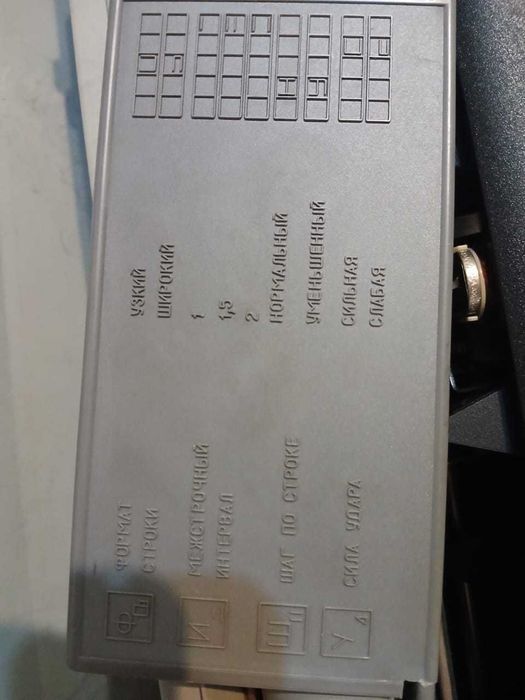 Ф
ФОРМАТ СТРОКИ
УЗКИЙ
О
ШИРОКИЙ
И
МЕЖСТРОЧНЫЙ ИНТЕРВАЛ
1
1,5
2
Ш
ШАГ ПО СТРОКЕ
НОРМАЛЬНЫЙ
Н
УМЕНЬШЕННЫЙ
У 4
СИЛА УДАРА
СИЛЬНАЯ
СЛАБАЯ